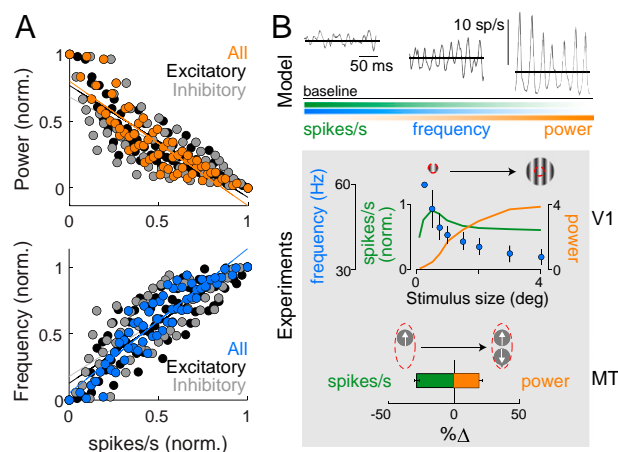 A
Power (norm.)
All
Excitatory
Inhibitory
1
0.5
0
0
0.5
1
Frequency (norm.)
1
0.5
0
All
Excitatory
Inhibitory
0
0.5
1
spikes/s (norm.)
B
Model
50 ms
10 sp/s
baseline
spikes/s frequency power
Experiments
frequency (Hz)
60
30
spikes/s
(norm.)
1
0
4
0
power
V1
0 1 2 3 4
Stimulus size (deg)
MT
spikes/s power
-50 0 50
%Δ